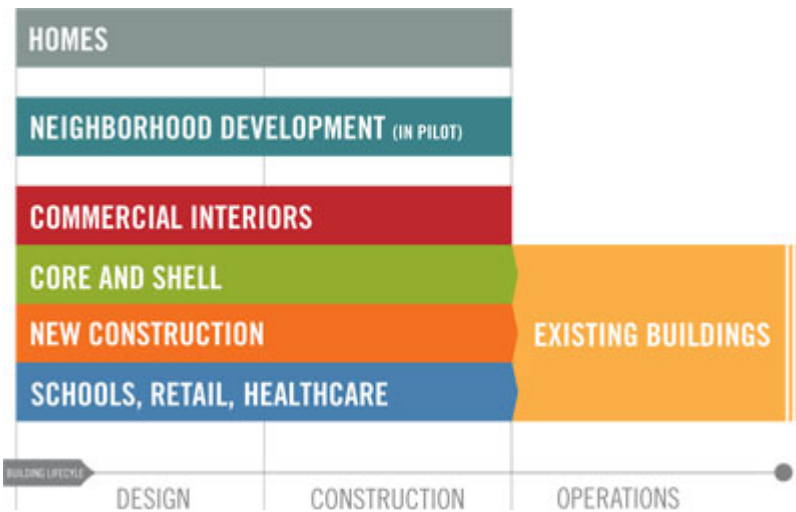 HOMES
NEIGHBORHOOD DEVELOPMENT (IN PILOT)
COMMERCIAL INTERIORS
CORE AND SHELL
NEW CONSTRUCTION
EXISTING BUILDINGS
SCHOOLS, RETAIL, HEALTHCARE
BUILDING LIFECYLE
DESIGN
CONSTRUCTION
OPERATIONS